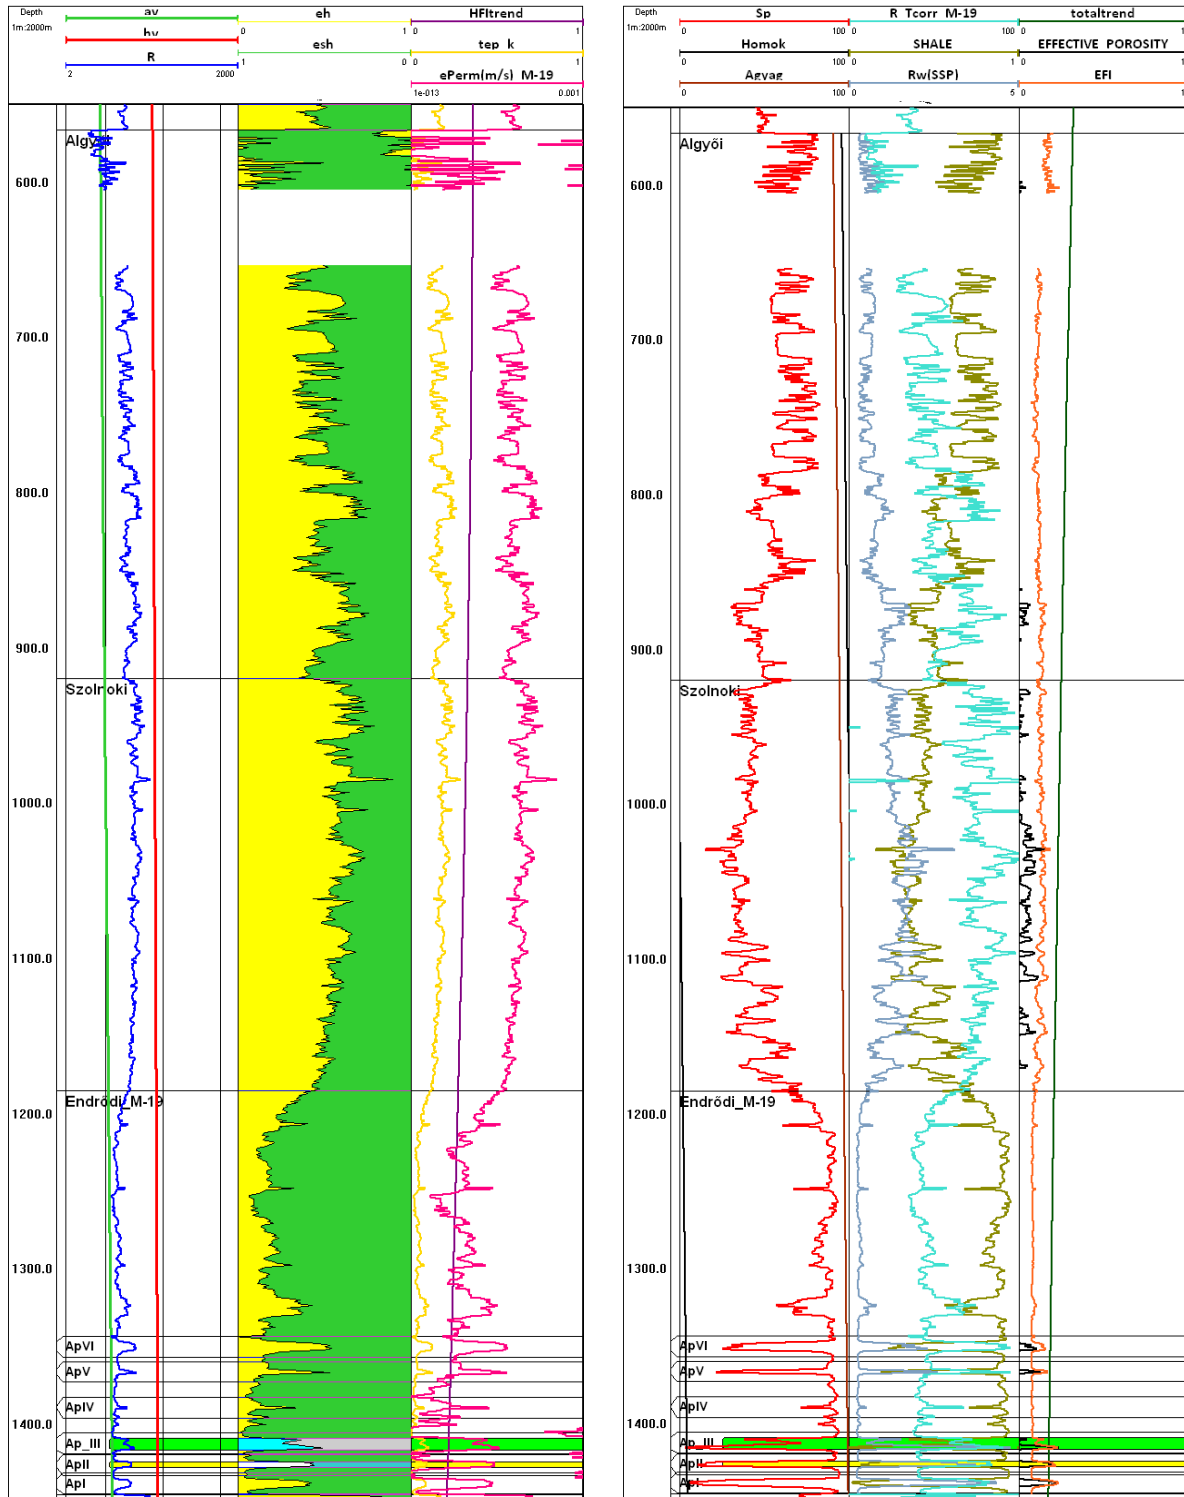 Depth
1m:2000m
av
hv
R
2 2000
eh
0 1
esh
1 0
HFItrend
0 1
tep_k
0 1
ePerm(m/s)_M-19
1e-013 0.001
600.0
700.0
800.0
900.0
Szolnoki
1000.0
1100.0
Endrődi_M-19
1200.0
1300.0
ApVI
ApV
ApIV
1400.0
Ap_III
ApII
ApI
Depth
1m:2000m
Sp
0 100
Homok
0 100
Agyag
0 100
R_Tcorr_M-19
0 100
SHALE
0 1
Rw(SSP)
0 5
totaltrend
0 1
EFFECTIVE_POROSITY
0 1
EFI
0 1
Algyői
600.0
700.0
800.0
900.0
Szolnoki
1000.0
1100.0
Endrődi_M-19
1200.0
1300.0
ApVI
ApV
ApIV
1400.0
Ap_III
ApII
ApI